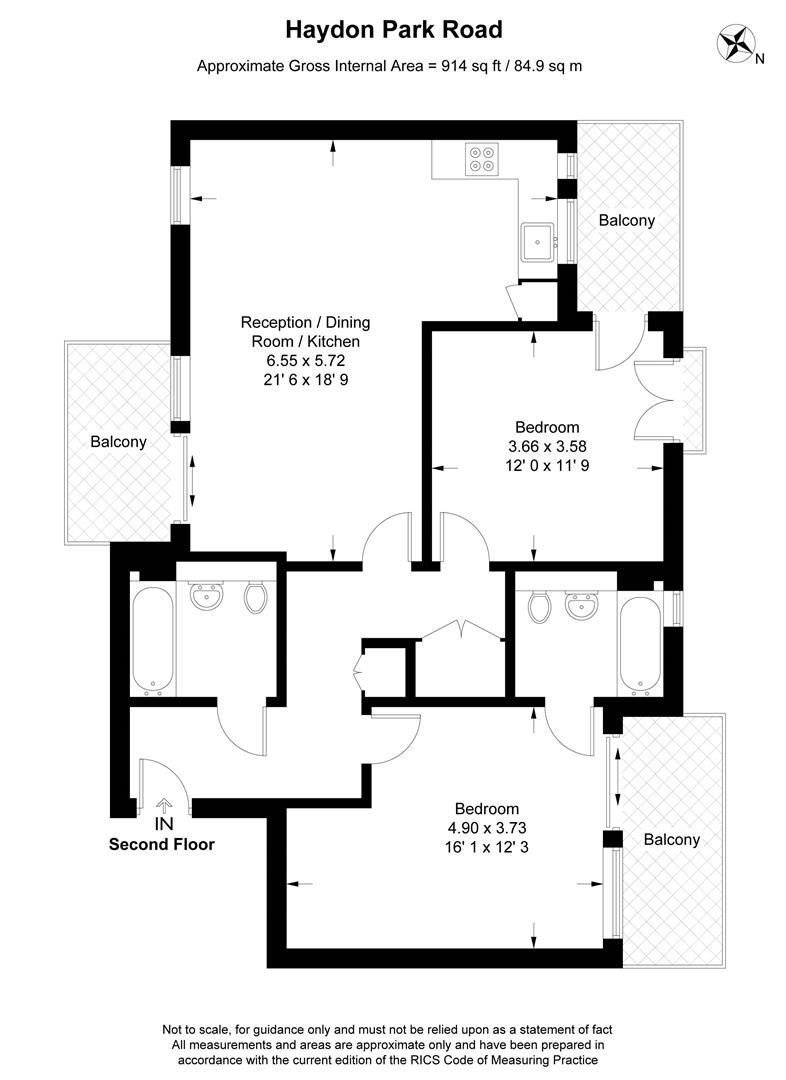 Haydon Park Road
Approximate Gross Internal Area = 914 sq ft / 84.9 sq m
N
Balcony
Reception / Dining
Room / Kitchen
6.55 x 5.72
21' 6 x 18' 9
Balcony
Bedroom
3.66 x 3.58
12' 0 x 11' 9
Bedroom
4.90 x 3.73
16' 1 x 12' 3
Balcony
IN
Second Floor
Not to scale, for guidance only and must not be relied upon as a statement of fact
All measurements and areas are approximate only and have been prepared in
accordance with the current edition of the RICS Code of Measuring Practice